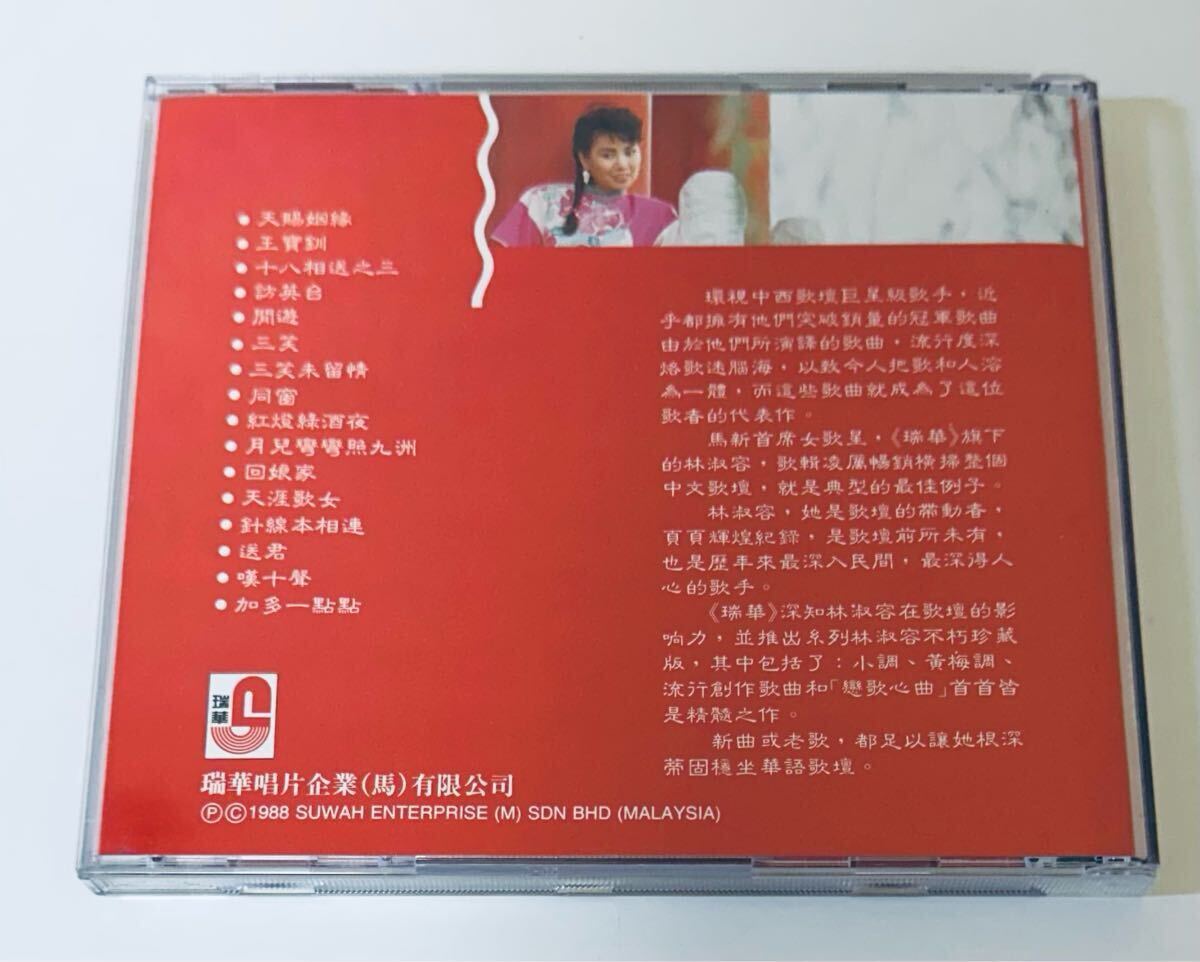 天賜姻緣
王寶釧
十八相送之三
訪英台
閒遊
三笑
三笑未留情
同窗
紅燈綠酒夜
月兒彎彎照九洲
回娘家
天涯歌女
針線本相連
送君
嘆十聲
加多一點點
環視中西歌壇巨星級歌手，近
乎都擁有他們突破銷量的冠軍歌曲
由於他們所演譯的歌曲，流行度深
烙歌迷腦海，以致令人把歌和人溶
為一體，而這些歌曲就成為了這位
歌者的代表作。
馬新首席女歌星，《瑞華》旗下
的林淑容，歌輯凌厲暢銷橫掃整個
中文歌壇，就是典型的最佳例子。
林淑容，她是歌壇的帶動者，
頁頁輝煌紀錄，是歌壇前所未有，
也是歷年來最深入民間，最深得人
心的歌手。
《瑞華》深知林淑容在歌壇的影
响力，並推出系列林淑容不朽珍藏
版，其中包括了：小調、黃梅調、
流行創作歌曲和「戀歌心曲」首首皆
是精髓之作。
新曲或老歌，都足以讓她根深
蒂固穩坐華語歌壇。
瑞華
瑞華唱片企業(馬)有限公司
Ⓟ©1988 SUWAH ENTERPRISE (M) SDN BHD (MALAYSIA)